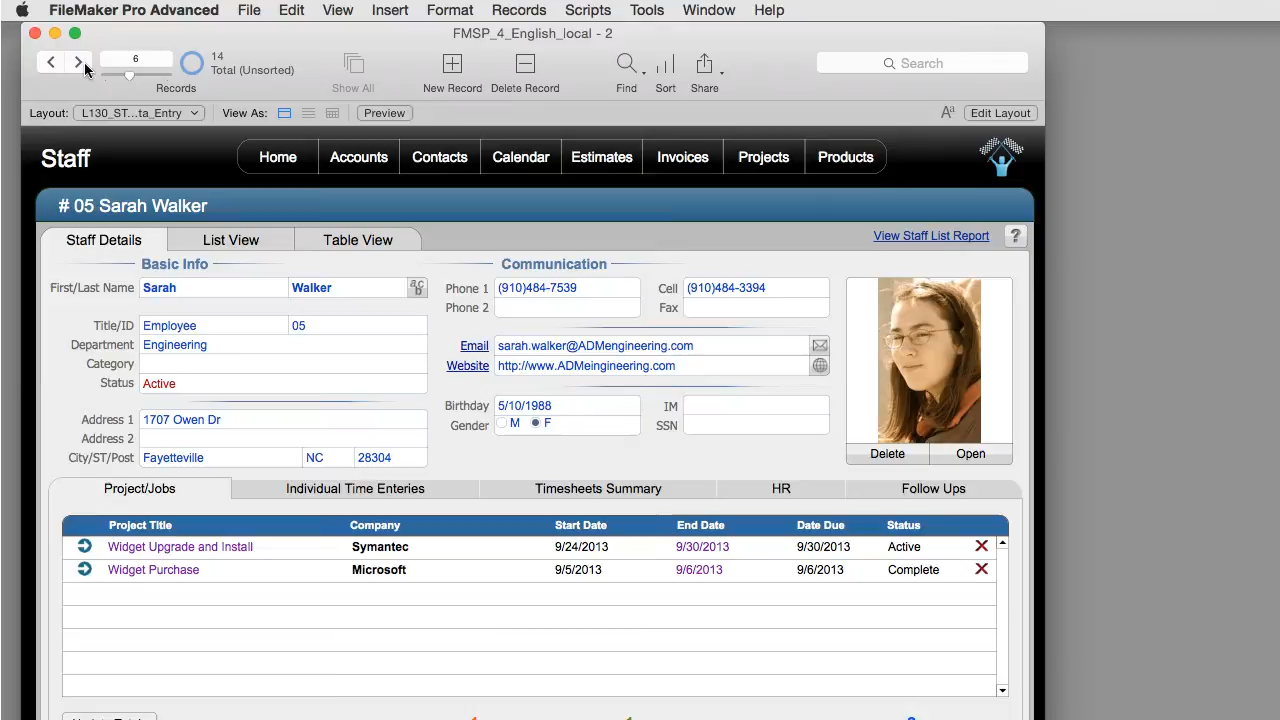 FileMaker Pro Advanced File Edit View Insert Format Records Scripts Tools Window Help
FMSP_4_English_local - 2
6
14
Total (Unsorted)
Records
Show All
New Record
Delete Record
Find
Sort
Share
Search
Layout: L130_ST...ta_Entry View As: Preview Aa Edit Layout
Staff
Home Accounts Contacts Calendar Estimates Invoices Projects Products
# 05 Sarah Walker
Staff Details List View Table View
View Staff List Report ?
Basic Info
First/Last Name Sarah Walker
Title/ID Employee 05
Department Engineering
Category
Status Active
Address 1 1707 Owen Dr
Address 2
City/ST/Post Fayetteville NC 28304
Communication
Phone 1 (910)484-7539 Cell (910)484-3394
Phone 2 Fax
Email sarah.walker@ADMengineering.com
Website http://www.ADMeingineering.com
Birthday 5/10/1988 IM
Gender M F SSN
Delete Open
Project/Jobs Individual Time Enteries Timesheets Summary HR Follow Ups
Project Title Company Start Date End Date Date Due Status
Widget Upgrade and Install Symantec 9/24/2013 9/30/2013 9/30/2013 Active
Widget Purchase Microsoft 9/5/2013 9/6/2013 9/6/2013 Complete